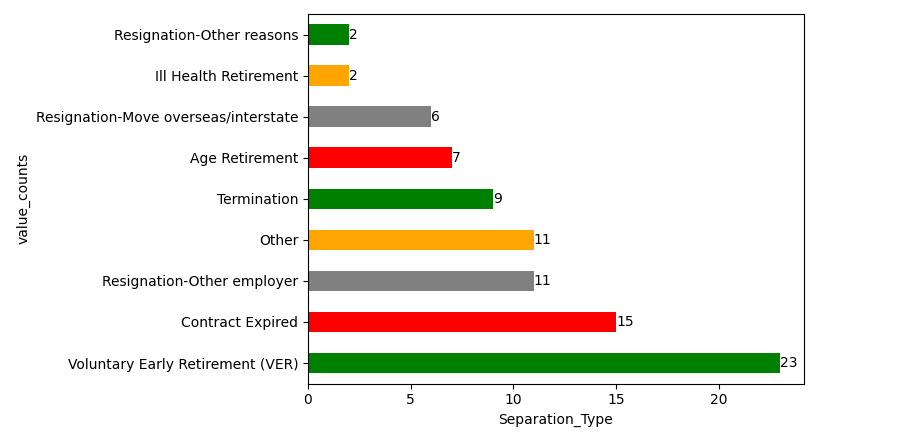 Resignation-Other reasons 2
Ill Health Retirement 2
Resignation-Move overseas/interstate 6
Age Retirement 7
Termination 9
Other 11
Resignation-Other employer 11
Contract Expired 15
Voluntary Early Retirement (VER) 23
value_counts
0 5 10 15 20
Separation_Type